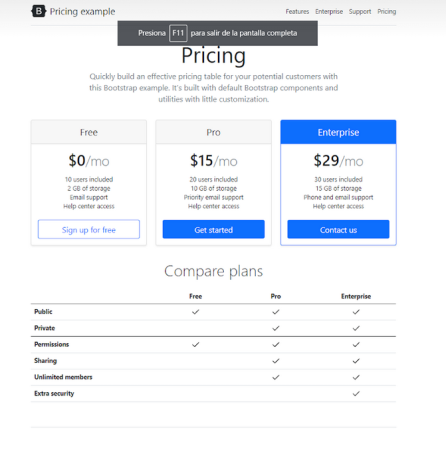 B Pricing example
Features Enterprise Support Pricing
Presiona F11 para salir de la pantalla completa
Pricing
Quickly build an effective pricing table for your potential customers with
this Bootstrap example. It's built with default Bootstrap components and
utilities with little customization.
Free
$0/mo
10 users included
2 GB of storage
Email support
Help center access
Sign up for free
Pro
$15/mo
20 users included
10 GB of storage
Priority email support
Help center access
Get started
Enterprise
$29/mo
30 users included
15 GB of storage
Phone and email support
Help center access
Contact us
Compare plans
Free Pro Enterprise
Public
Private
Permissions
Sharing
Unlimited members
Extra security